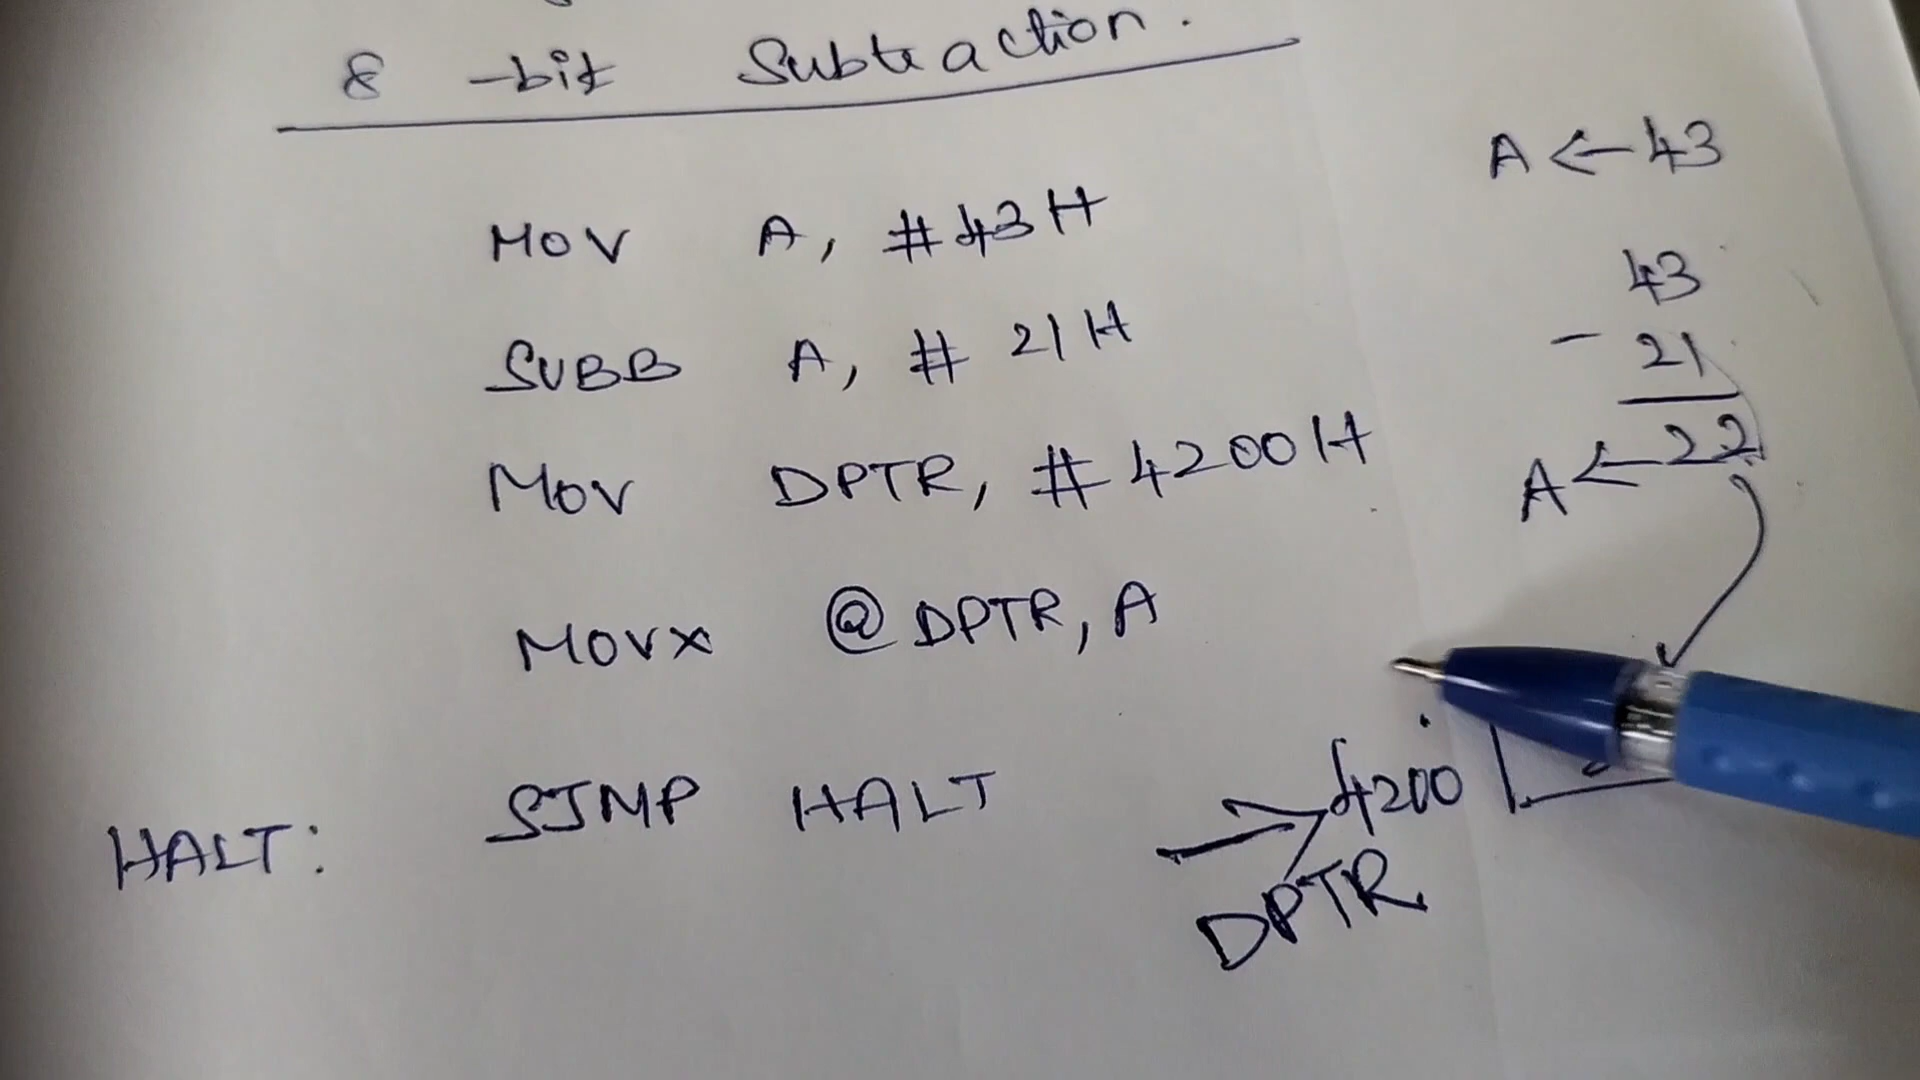 8 -bit Subtraction.
MOV A, #43H
SUBB A, # 21H
MOV DPTR, #4200H
MOVX @DPTR, A
HALT: SJMP HALT
A ← 43
43
- 21
A ← 22
4200
DPTR